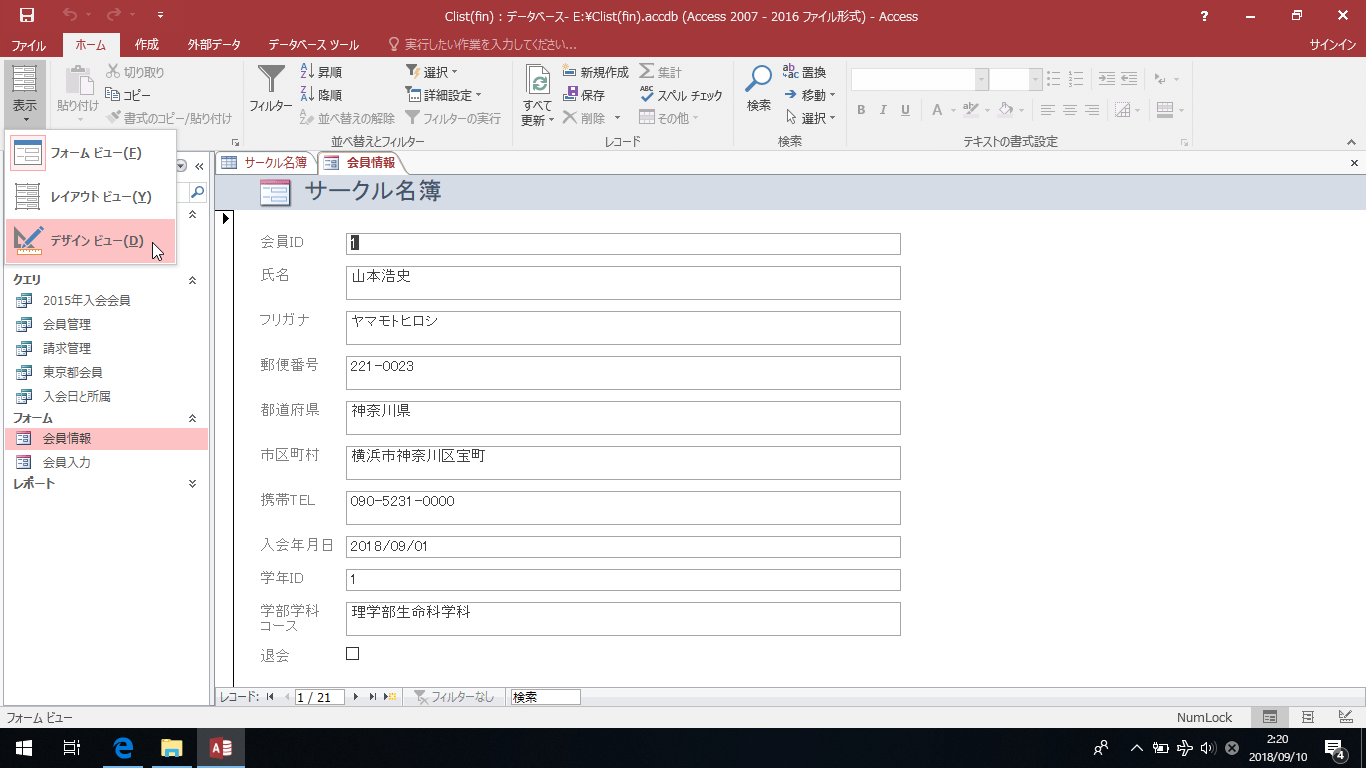 Clist(fin) : データベース- E:¥Clist(fin).accdb (Access 2007 - 2016 ファイル形式) - Access
?
ファイル ホーム 作成 外部データ データベース ツール 実行したい作業を入力してください... サインイン
表示
貼り付け
切り取り
コピー
書式のコピー/貼り付け
フィルター
昇順
降順
並べ替えの解除
選択
詳細設定
フィルターの実行
並べ替えとフィルター
すべて
更新
新規作成
保存
削除
集計
スペル チェック
その他
レコード
検索
置換
移動
選択
検索
B I U A ab
テキストの書式設定
フォーム ビュー(F)
レイアウト ビュー(Y)
デザイン ビュー(D)
クエリ
2015年入会会員
会員管理
請求管理
東京都会員
入会日と所属
フォーム
会員情報
会員入力
レポート
サークル名簿 会員情報
サークル名簿
会員ID 1
氏名 山本浩史
フリガナ ヤマモトヒロシ
郵便番号 221-0023
都道府県 神奈川県
市区町村 横浜市神奈川区宝町
携帯TEL 090-5231-0000
入会年月日 2018/09/01
学年ID 1
学部学科 理学部生命科学科
コース
退会
レコード: 1 / 21 フィルターなし 検索
フォーム ビュー NumLock
2:20
2018/09/10
4